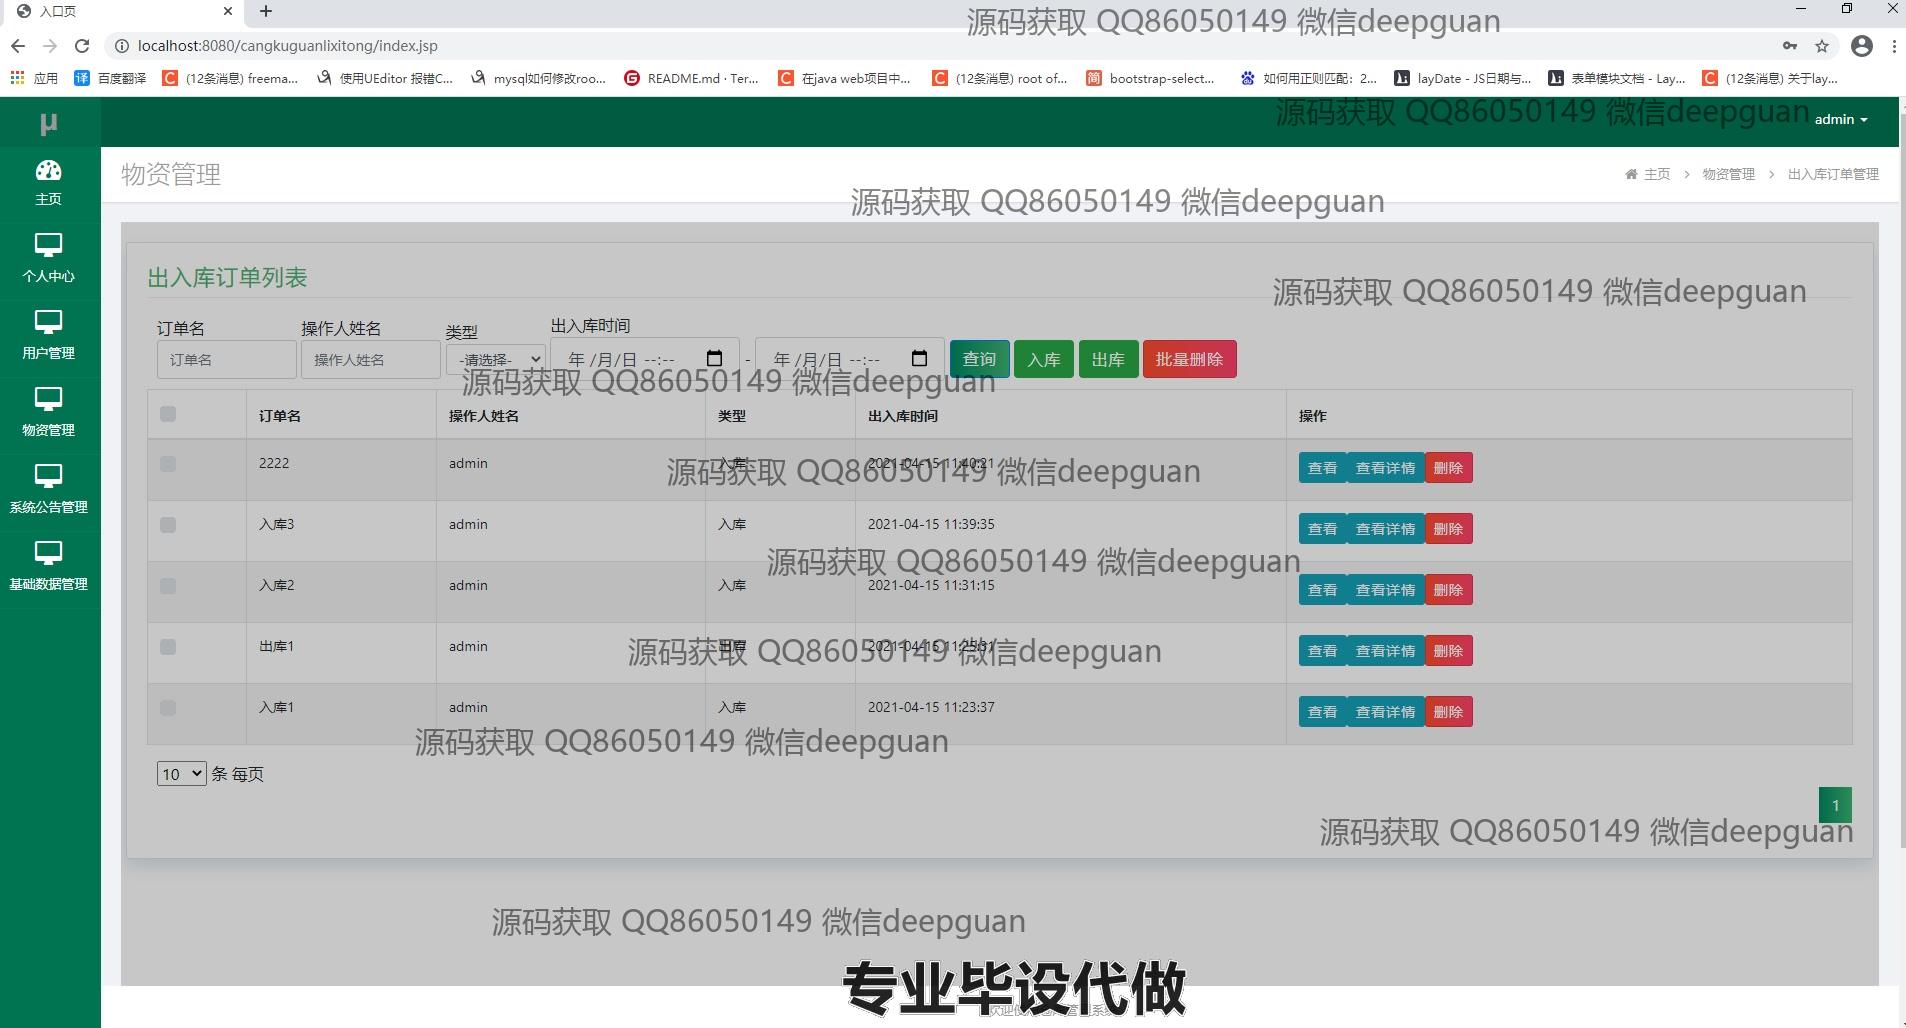 入口页
源码获取 QQ86050149 微信deepguan
localhost:8080/cangkuguanlixitong/index.jsp
应用 百度翻译 (12条消息) freema... 使用UEditor 报错C... mysql如何修改roo... README.md · Ter... 在java web项目中... (12条消息) root of... bootstrap-select... 如何用正则匹配：2... layDate - JS日期与... 表单模块文档 - Lay... (12条消息) 关于lay...
μ
源码获取 QQ86050149 微信deepguan
admin
主页
个人中心
用户管理
物资管理
系统公告管理
基础数据管理
物资管理
主页 > 物资管理 > 出入库订单管理
源码获取 QQ86050149 微信deepguan
出入库订单列表
源码获取 QQ86050149 微信deepguan
订单名 操作人姓名 类型 出入库时间
订单名 操作人姓名 -请选择- 年 /月/日 --:-- - 年 /月/日 --:-- 查询 入库 出库 批量删除
源码获取 QQ86050149 微信deepguan
订单名 操作人姓名 类型 出入库时间 操作
2222 admin 入库 2021-04-15 11:40:21 查看 查看详情 删除
源码获取 QQ86050149 微信deepguan
入库3 admin 入库 2021-04-15 11:39:35 查看 查看详情 删除
源码获取 QQ86050149 微信deepguan
入库2 admin 入库 2021-04-15 11:31:15 查看 查看详情 删除
出库1 admin 出库 2021-04-15 11:25:31 查看 查看详情 删除
源码获取 QQ86050149 微信deepguan
入库1 admin 入库 2021-04-15 11:23:37 查看 查看详情 删除
源码获取 QQ86050149 微信deepguan
10 条 每页
1
源码获取 QQ86050149 微信deepguan
源码获取 QQ86050149 微信deepguan
专业毕设代做